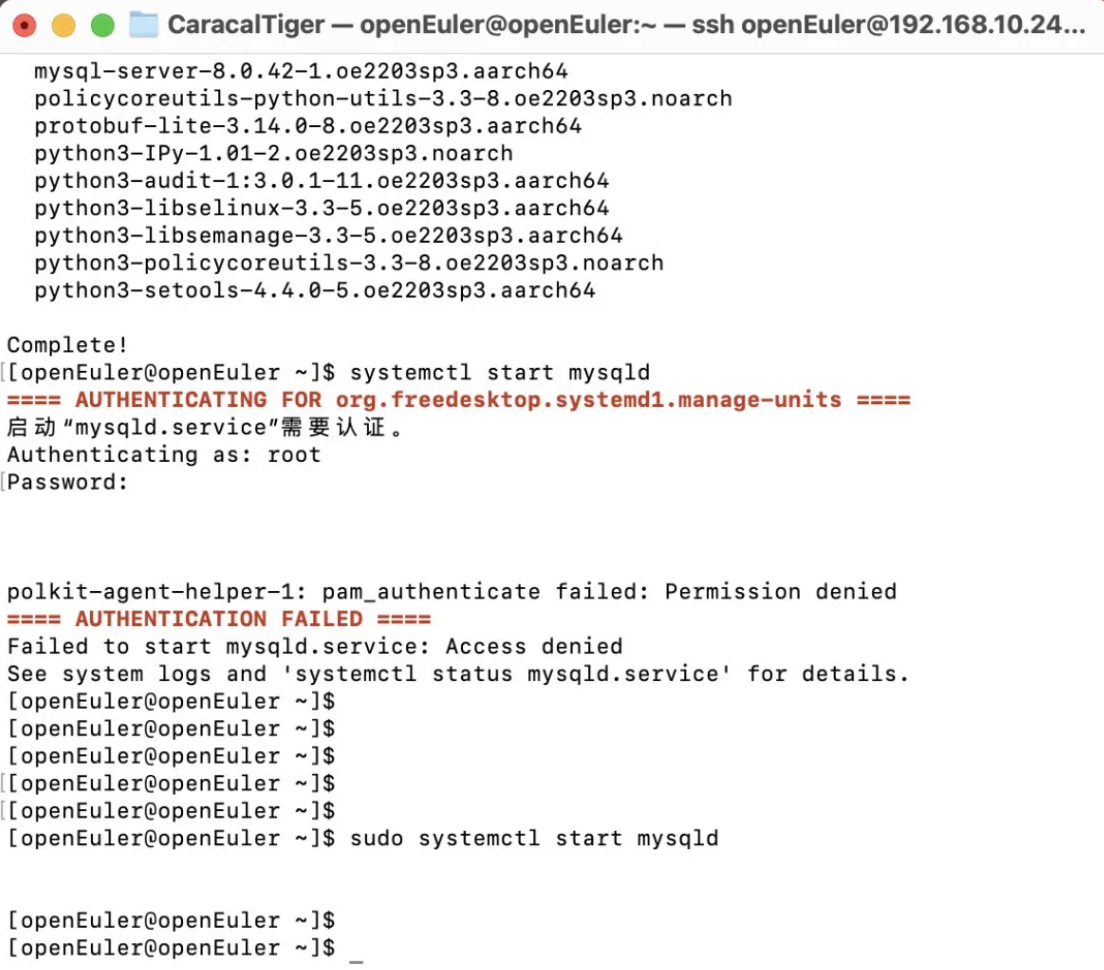 CaracalTiger — openEuler@openEuler:~ — ssh openEuler@192.168.10.24...
mysql-server-8.0.42-1.oe2203sp3.aarch64
policycoreutils-python-utils-3.3-8.oe2203sp3.noarch
protobuf-lite-3.14.0-8.oe2203sp3.aarch64
python3-IPy-1.01-2.oe2203sp3.noarch
python3-audit-1:3.0.1-11.oe2203sp3.aarch64
python3-libselinux-3.3-5.oe2203sp3.aarch64
python3-libsemanage-3.3-5.oe2203sp3.aarch64
python3-policycoreutils-3.3-8.oe2203sp3.noarch
python3-setools-4.4.0-5.oe2203sp3.aarch64
Complete!
[[openEuler@openEuler ~]$ systemctl start mysqld
==== AUTHENTICATING FOR org.freedesktop.systemd1.manage-units ====
启动“mysqld.service”需要认证。
Authenticating as: root
[Password:
polkit-agent-helper-1: pam_authenticate failed: Permission denied
==== AUTHENTICATION FAILED ====
Failed to start mysqld.service: Access denied
See system logs and 'systemctl status mysqld.service' for details.
[openEuler@openEuler ~]$
[openEuler@openEuler ~]$
[openEuler@openEuler ~]$
[[openEuler@openEuler ~]$
[[openEuler@openEuler ~]$
[openEuler@openEuler ~]$ sudo systemctl start mysqld
[openEuler@openEuler ~]$
[openEuler@openEuler ~]$